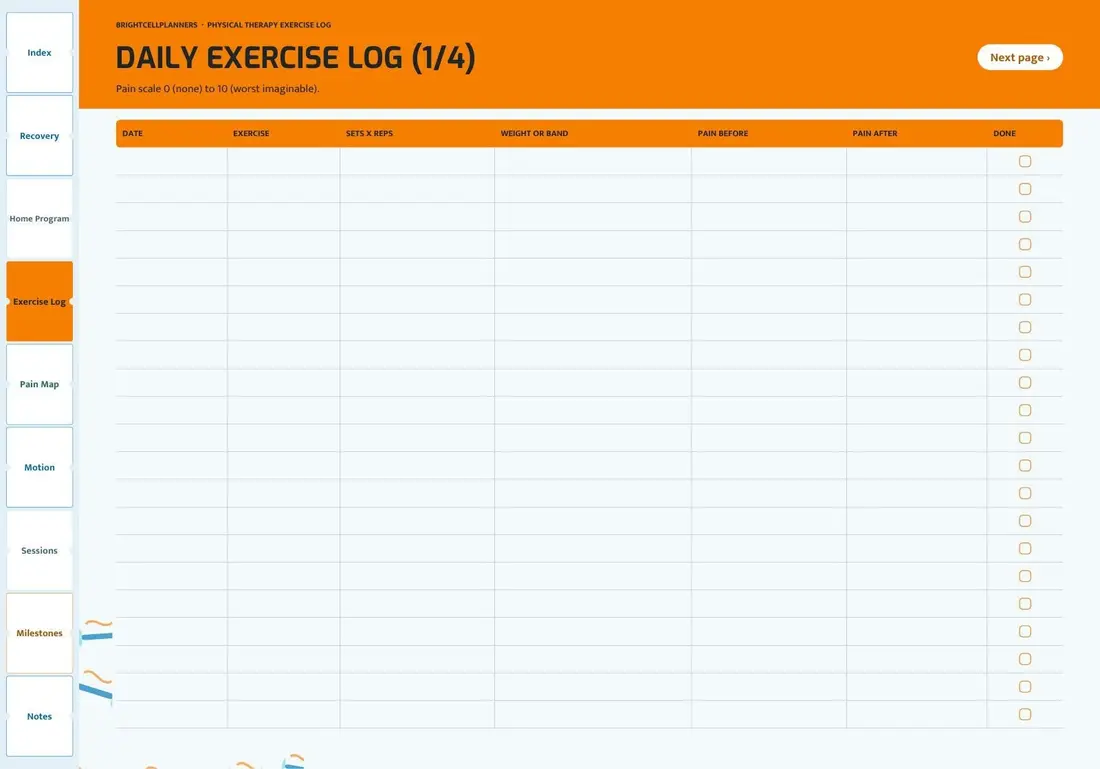 BRIGHTCELLPLANNERS · PHYSICAL THERAPY EXERCISE LOG
DAILY EXERCISE LOG (1/4)
Pain scale 0 (none) to 10 (worst imaginable).
Next page ›
Index
Recovery
Home Program
Exercise Log
Pain Map
Motion
Sessions
Milestones
Notes
DATE EXERCISE SETS X REPS WEIGHT OR BAND PAIN BEFORE PAIN AFTER DONE